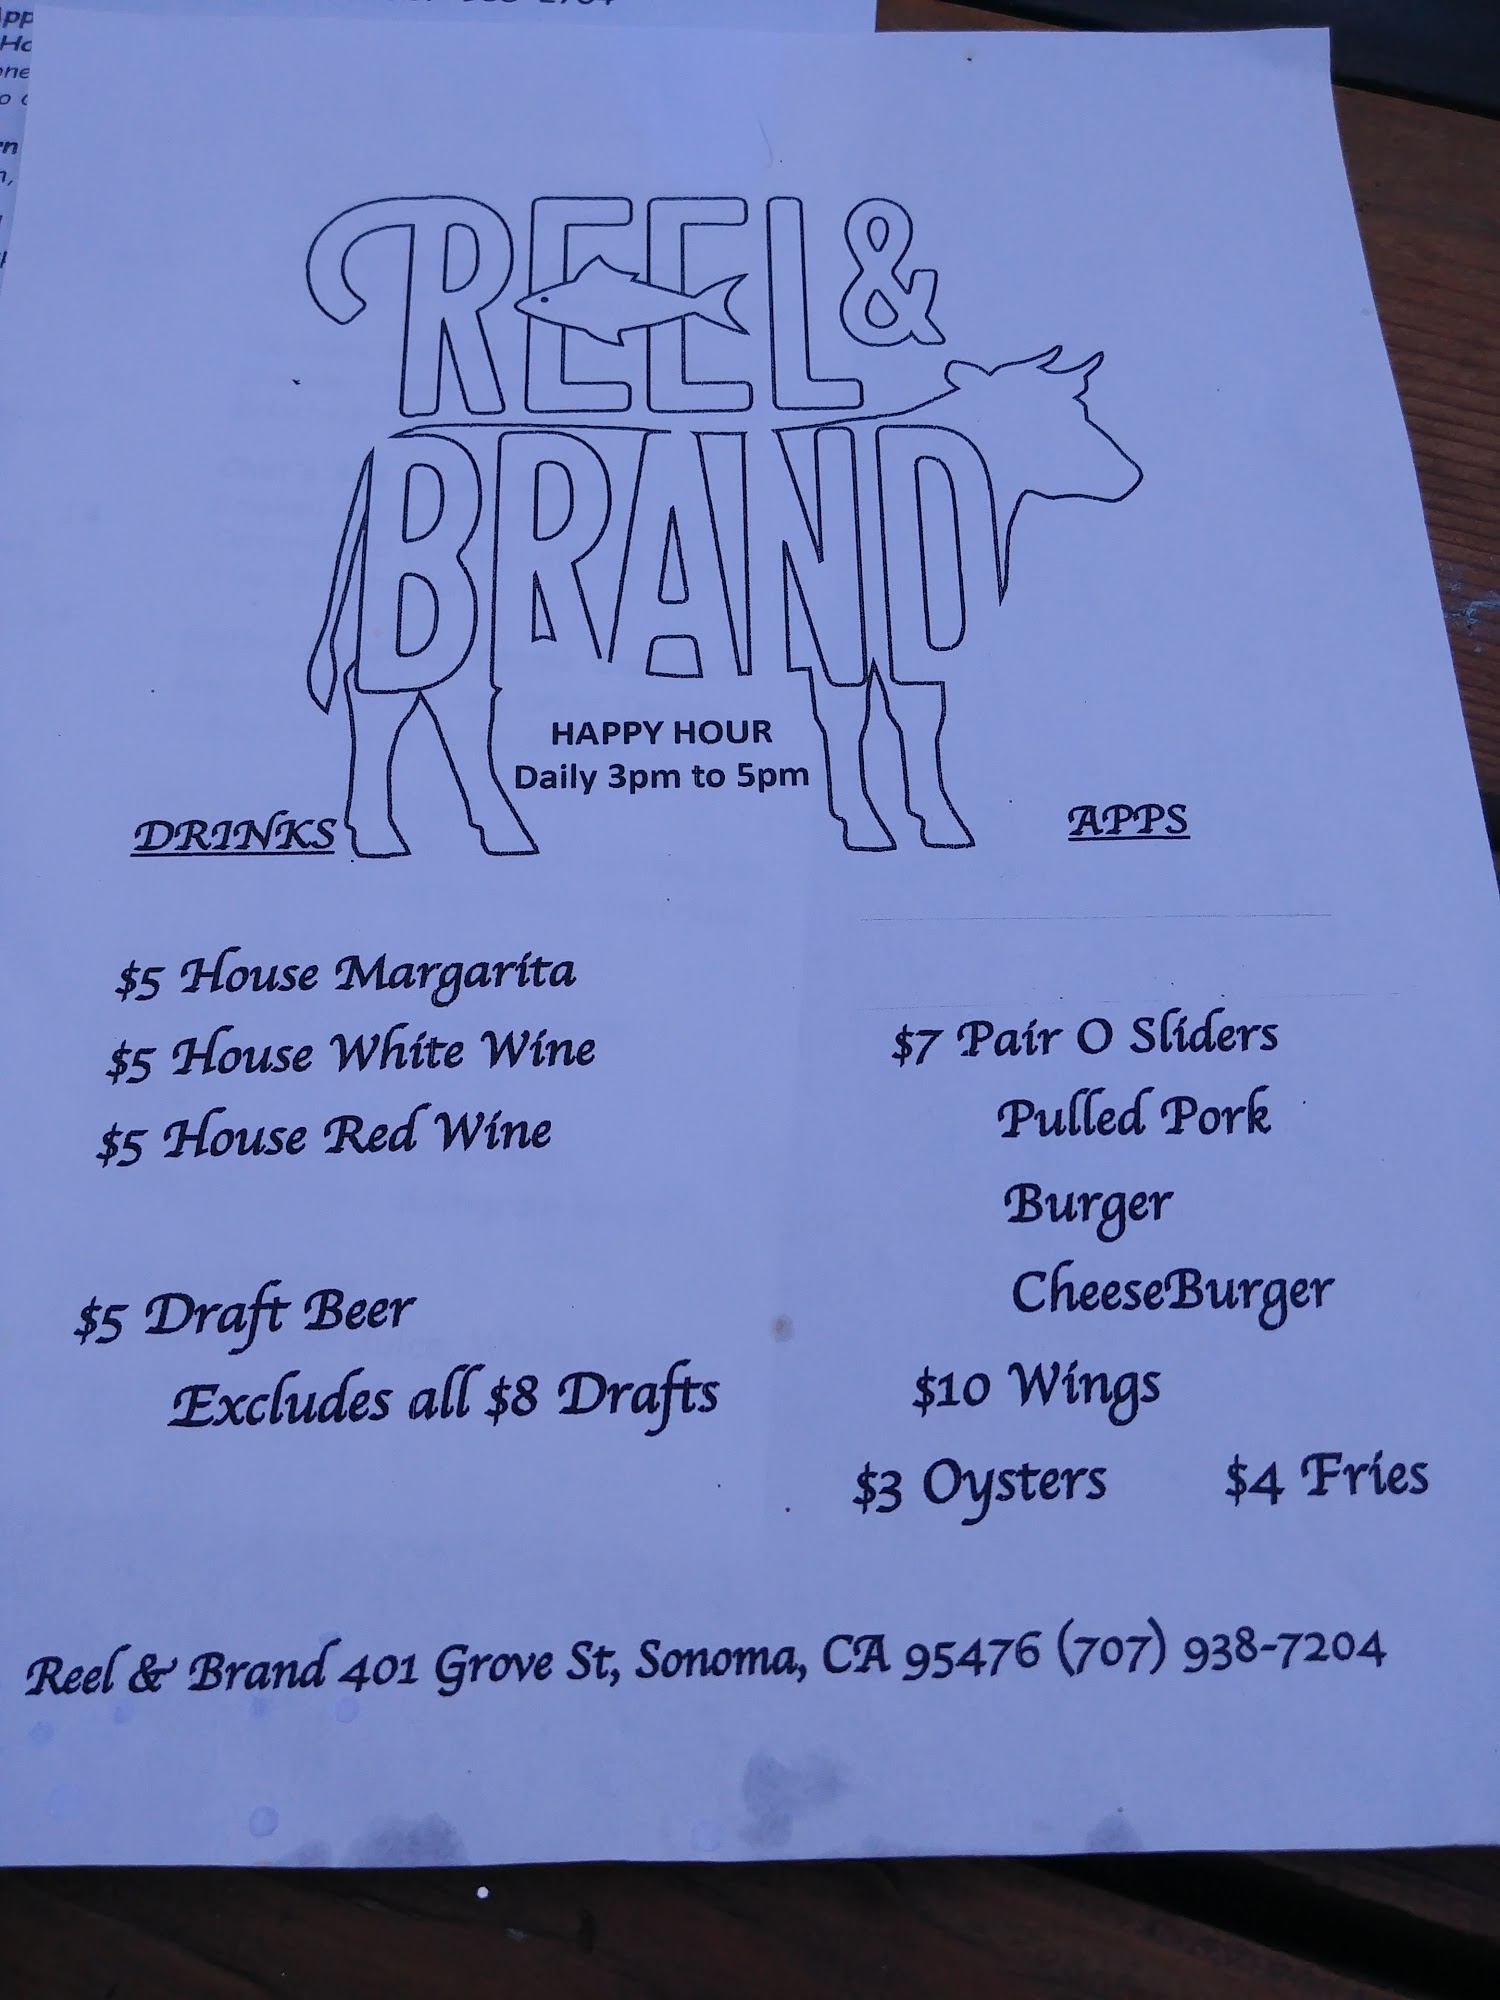 REEL &
BRAND
HAPPY HOUR
Daily 3pm to 5pm
DRINKS
$5 House Margarita
$5 House White Wine
$5 House Red Wine
$5 Draft Beer
Excludes all $8 Drafts
APPS
$7 Pair O Sliders
Pulled Pork
Burger
CheeseBurger
$10 Wings
$3 Oysters $4 Fries
Reel & Brand 401 Grove St, Sonoma, CA 95476 (707) 938-7204